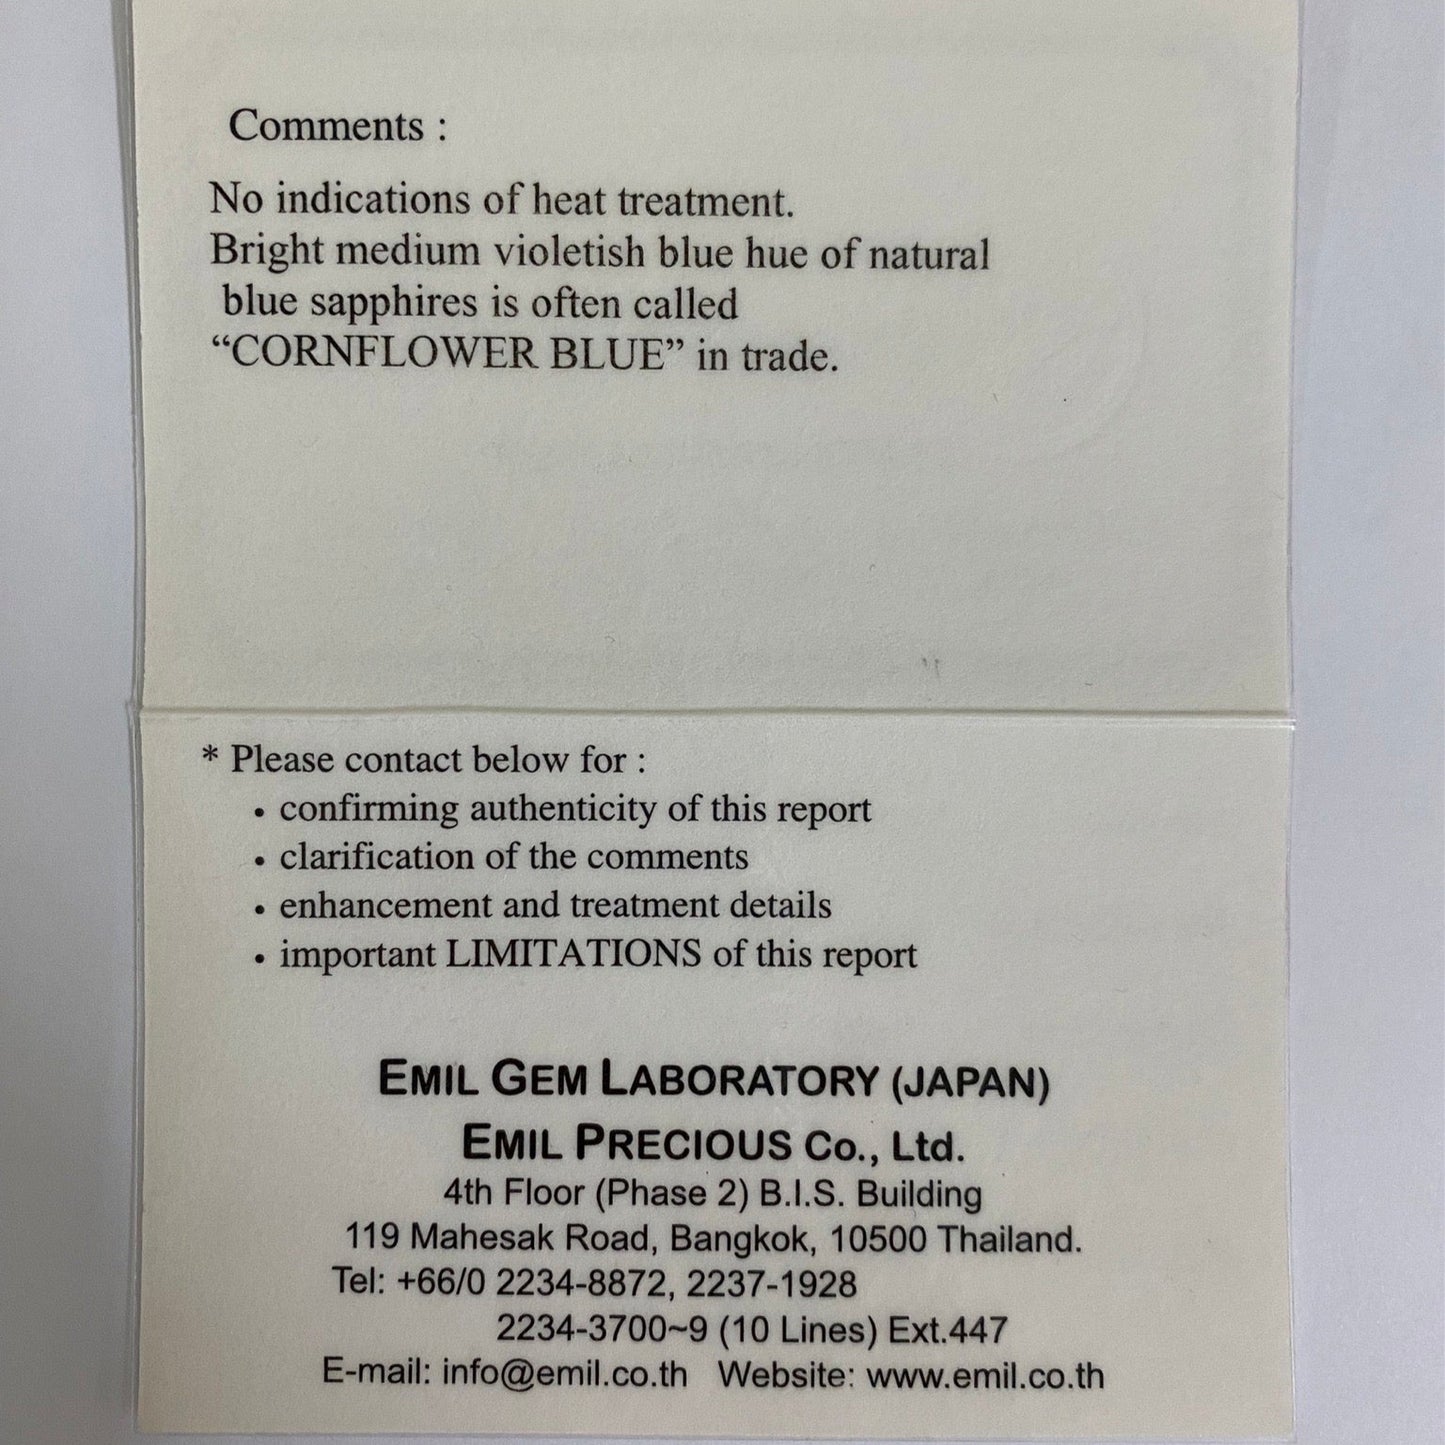 Comments :
No indications of heat treatment.
Bright medium violetish blue hue of natural
blue sapphires is often called
“CORNFLOWER BLUE” in trade.
* Please contact below for :
• confirming authenticity of this report
• clarification of the comments
• enhancement and treatment details
• important LIMITATIONS of this report
EMIL GEM LABORATORY (JAPAN)
EMIL PRECIOUS Co., Ltd.
4th Floor (Phase 2) B.I.S. Building
119 Mahesak Road, Bangkok, 10500 Thailand.
Tel: +66/0 2234-8872, 2237-1928
2234-3700~9 (10 Lines) Ext.447
E-mail: info@emil.co.th Website: www.emil.co.th